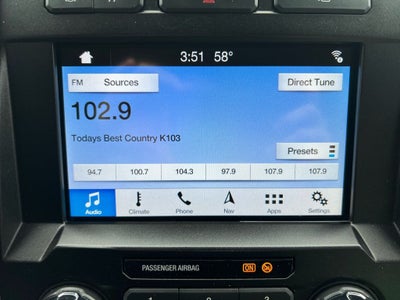 3:51 58°
FM Sources Direct Tune
102.9
Todays Best Country K103
Presets
94.7 100.7 104.3 97.9 107.9 107.9
Audio Climate Phone Nav Apps Settings
PASSENGER AIRBAG ON